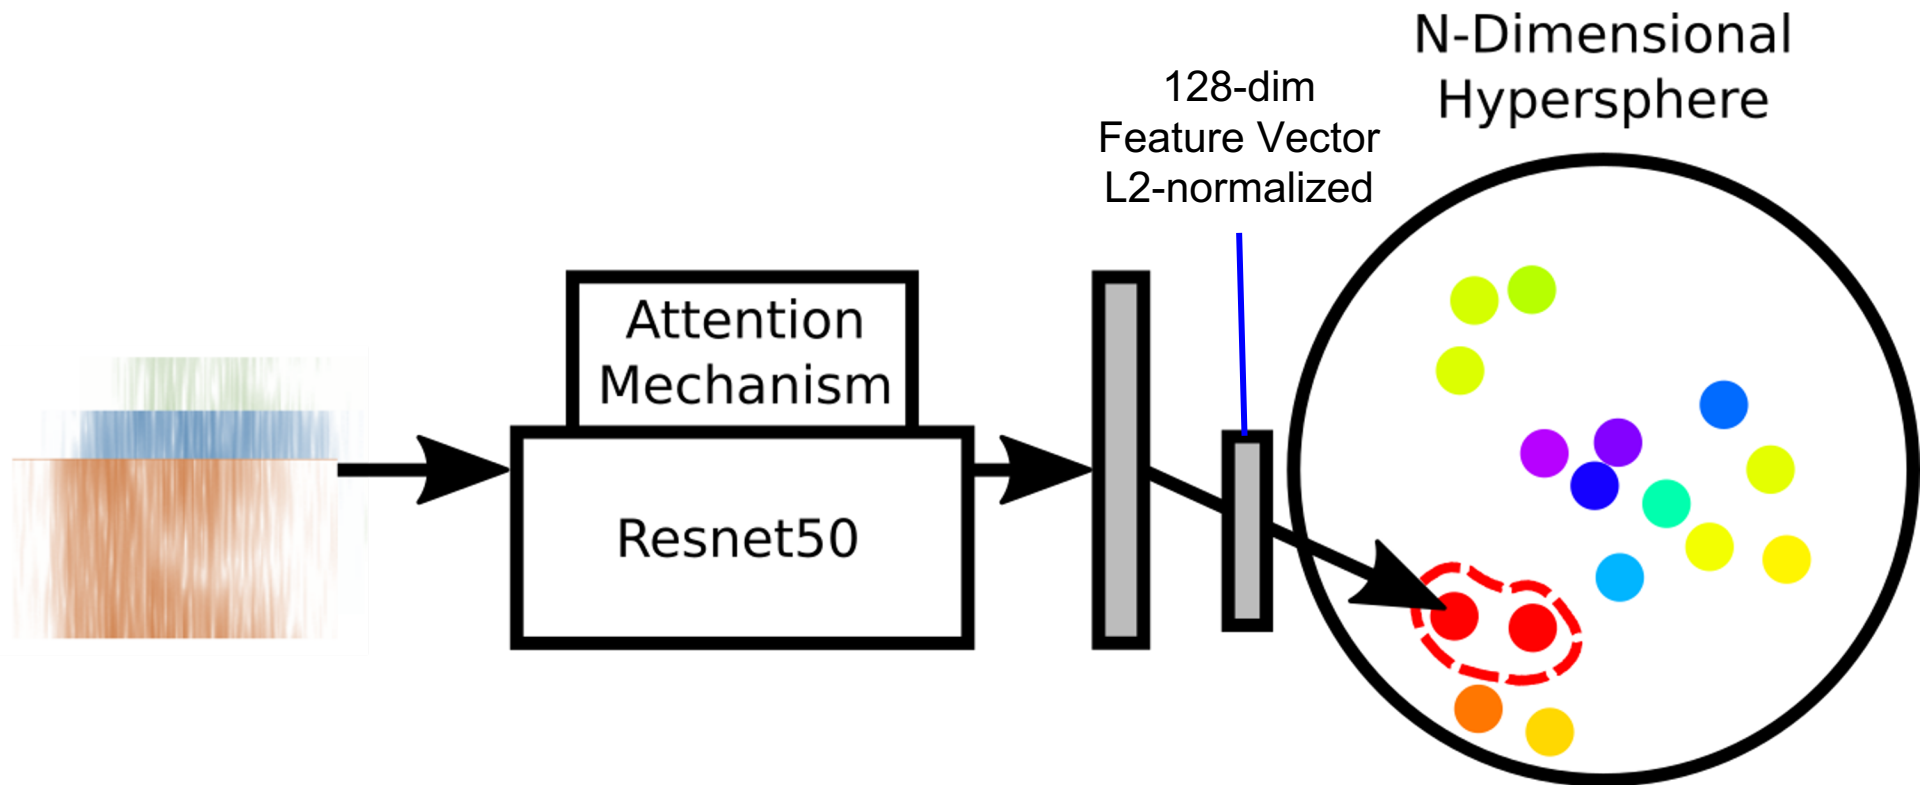 N-Dimensional
Hypersphere
128-dim
Feature Vector
L2-normalized
Attention
Mechanism
Resnet50